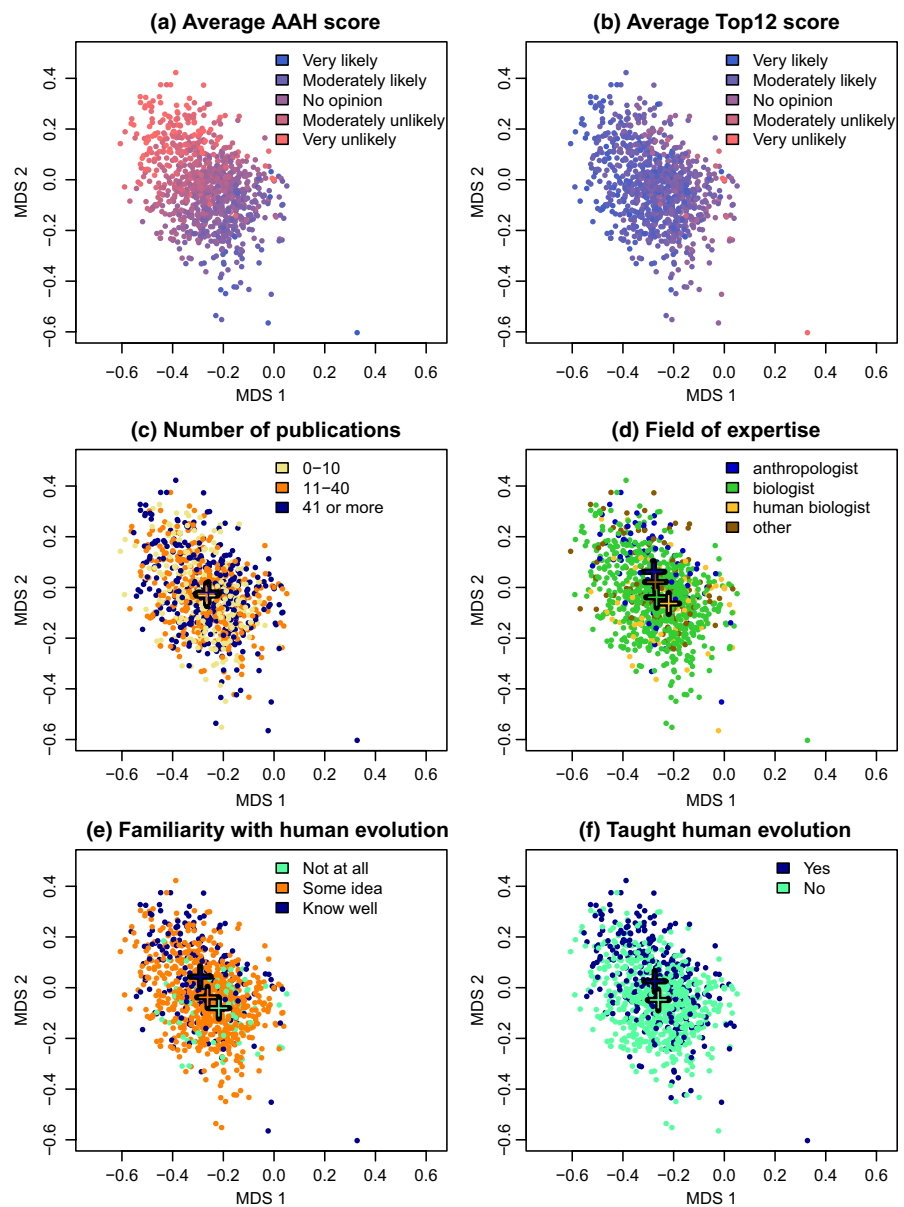 (a) Average AAH score
Very likely
Moderately likely
No opinion
Moderately unlikely
Very unlikely
MDS 2
0.4
0.2
0.0
−0.2
−0.4
−0.6
−0.6 −0.4 −0.2 0.0 0.2 0.4 0.6
MDS 1
(b) Average Top12 score
Very likely
Moderately likely
No opinion
Moderately unlikely
Very unlikely
MDS 2
0.4
0.2
0.0
−0.2
−0.4
−0.6
−0.6 −0.4 −0.2 0.0 0.2 0.4 0.6
MDS 1
(c) Number of publications
0−10
11−40
41 or more
MDS 2
0.4
0.2
0.0
−0.2
−0.4
−0.6
−0.6 −0.4 −0.2 0.0 0.2 0.4 0.6
MDS 1
(d) Field of expertise
anthropologist
biologist
human biologist
other
MDS 2
0.4
0.2
0.0
−0.2
−0.4
−0.6
−0.6 −0.4 −0.2 0.0 0.2 0.4 0.6
MDS 1
(e) Familiarity with human evolution
Not at all
Some idea
Know well
MDS 2
0.4
0.2
0.0
−0.2
−0.4
−0.6
−0.6 −0.4 −0.2 0.0 0.2 0.4 0.6
MDS 1
(f) Taught human evolution
Yes
No
MDS 2
0.4
0.2
0.0
−0.2
−0.4
−0.6
−0.6 −0.4 −0.2 0.0 0.2 0.4 0.6
MDS 1